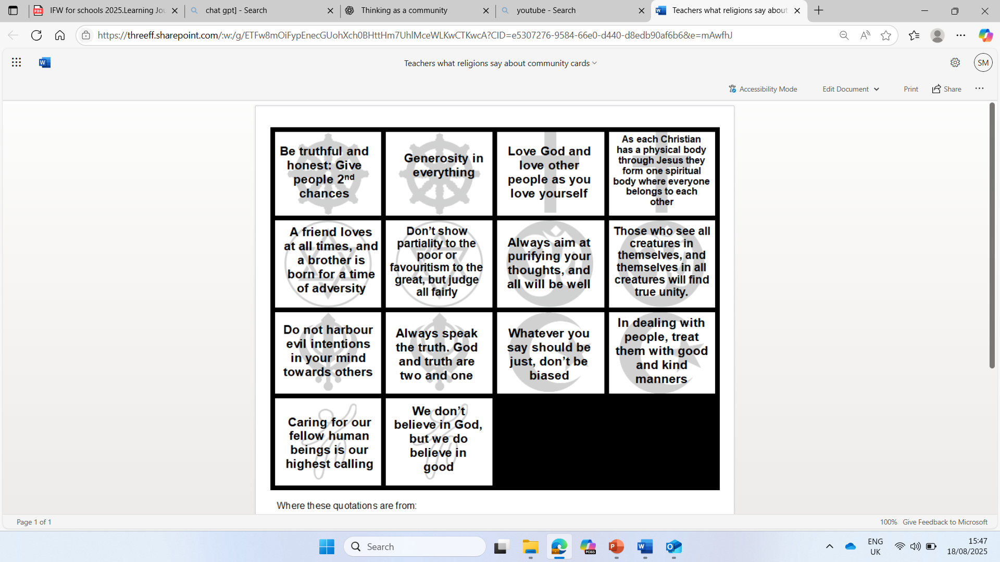 IFW for schools 2025.Learning Jou
chat gpt] - Search
Thinking as a community
youtube - Search
Teachers what religions say about
https://threeff.sharepoint.com/:w:/g/ETFw8mOiFypEnecGUohXch0BHttHm7UhlMceWLKwCTKwcA?CID=e5307276-9584-66e0-d440-d8edb90af6b6&e=mAwfhJ
Teachers what religions say about community cards
SM
Accessibility Mode
Edit Document
Print
Share
Be truthful and
honest: Give
people 2nd
chances
Generosity in
everything
Love God and
love other
people as you
love yourself
As each Christian
has a physical body
through Jesus they
form one spiritual
body where everyone
belongs to each
other
A friend loves
at all times, and
a brother is
born for a time
of adversity
Don't show
partiality to the
poor or
favouritism to the
great, but judge
all fairly
Always aim at
purifying your
thoughts, and
all will be well
Those who see all
creatures in
themselves, and
themselves in all
creatures will find
true unity.
Do not harbour
evil intentions
in your mind
towards others
Always speak
the truth. God
and truth are
two and one
Whatever you
say should be
just, don't be
biased
In dealing with
people, treat
them with good
and kind
manners
Caring for our
fellow human
beings is our
highest calling
We don't
believe in God,
but we do
believe in
good
Where these quotations are from:
Page 1 of 1
100%
Give Feedback to Microsoft
Search
ENG
UK
15:47
18/08/2025